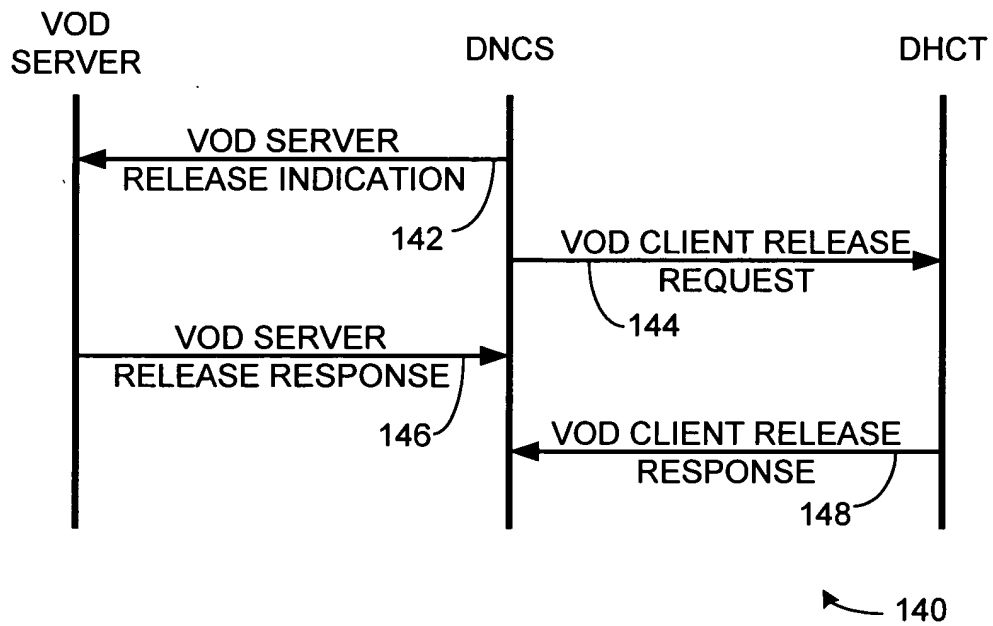 VOD
SERVER
DNCS
DHCT
VOD SERVER
RELEASE INDICATION
142
VOD CLIENT RELEASE
REQUEST
144
VOD SERVER
RELEASE RESPONSE
146
VOD CLIENT RELEASE
RESPONSE
148
140